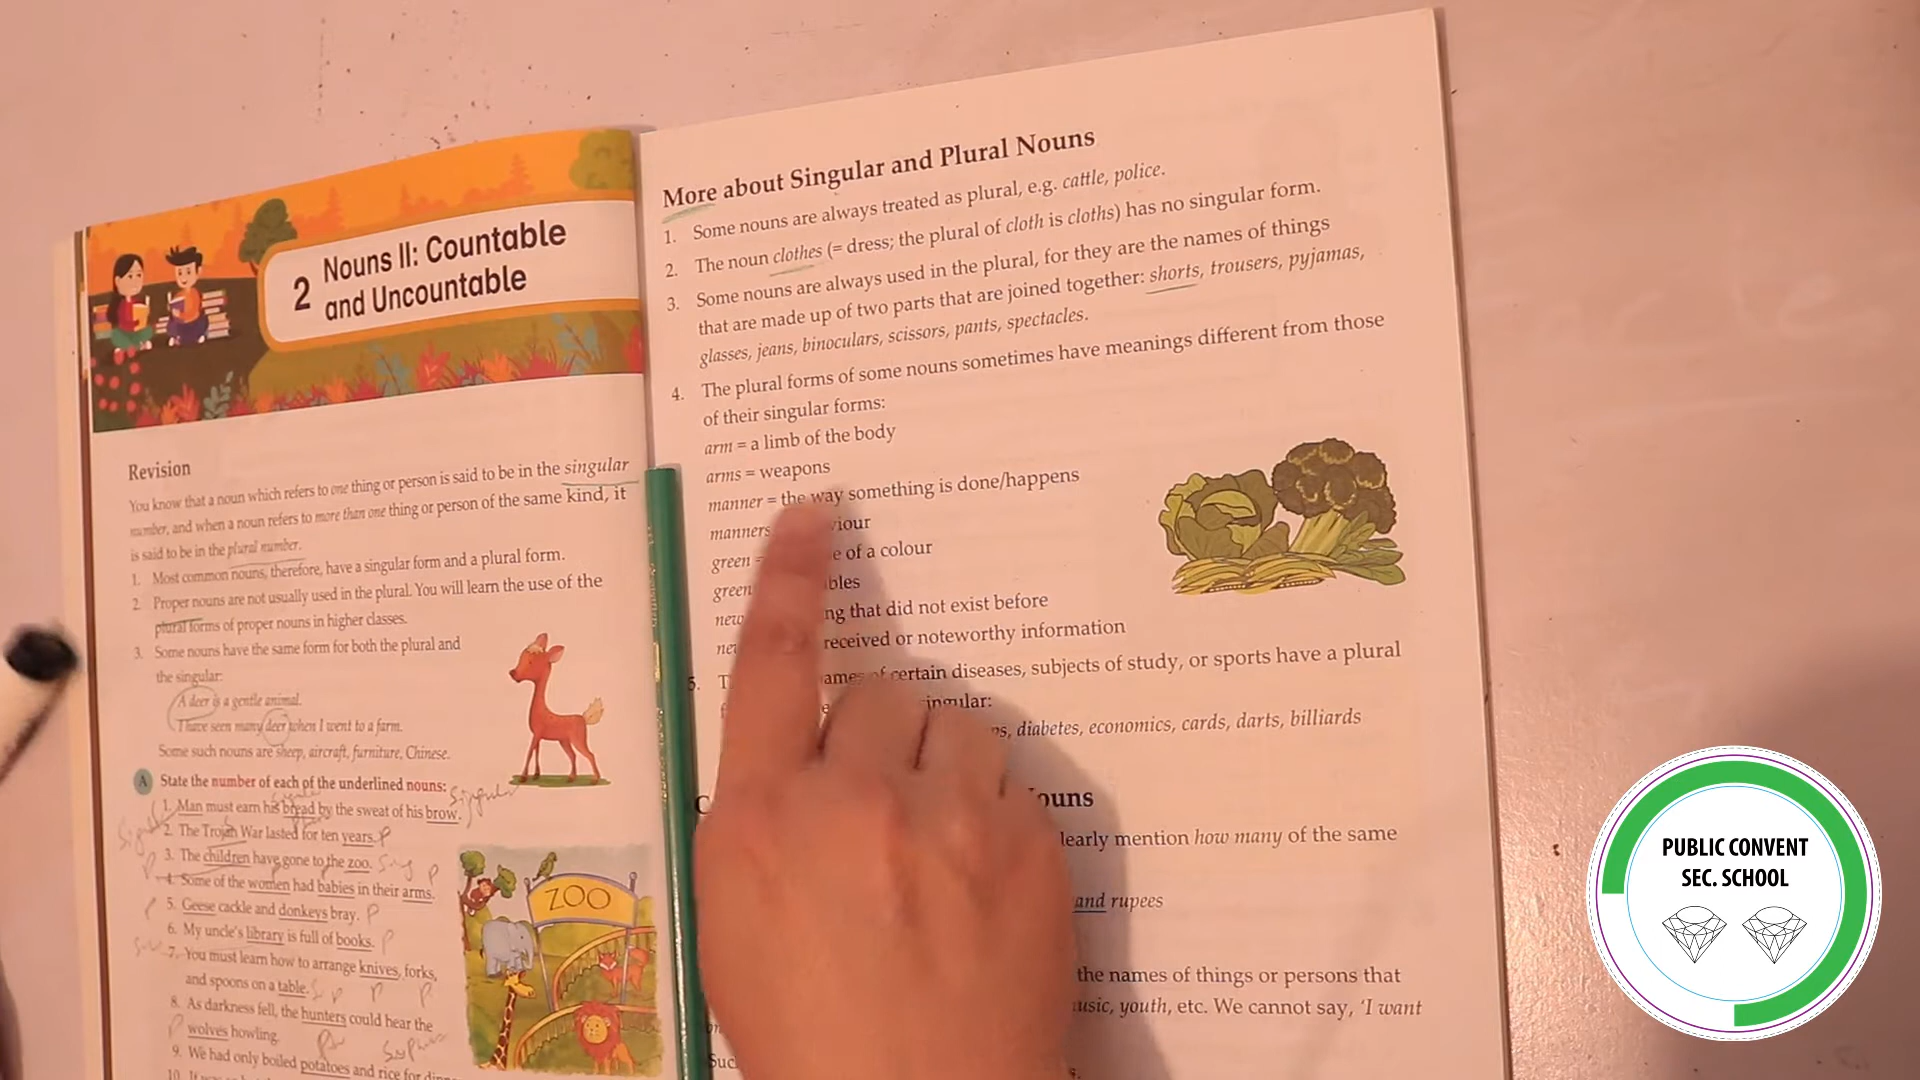 2 Nouns II: Countable
and Uncountable
Revision
You know that a noun which refers to one thing or person is said to be in the singular
number, and when a noun refers to more than one thing or person of the same kind, it
is said to be in the plural number.
1. Most common nouns, therefore, have a singular form and a plural form.
2. Proper nouns are not usually used in the plural. You will learn the use of the
plural forms of proper nouns in higher classes.
3. Some nouns have the same form for both the plural and
the singular:
A deer is a gentle animal.
I have seen many deer when I went to a farm.
Some such nouns are sheep, aircraft, furniture, Chinese.
A State the number of each of the underlined nouns:
1. Man must earn his bread by the sweat of his brow.
2. The Trojan War lasted for ten years.
3. The children have gone to the zoo.
4. Some of the women had babies in their arms.
5. Geese cackle and donkeys bray.
6. My uncle's library is full of books.
7. You must learn how to arrange knives, forks,
and spoons on a table.
8. As darkness fell, the hunters could hear the
wolves howling.
9. We had only boiled potatoes and rice for
10.
ZOO
More about Singular and Plural Nouns
1. Some nouns are always treated as plural, e.g. cattle, police.
2. The noun clothes (= dress; the plural of cloth is cloths) has no singular form.
3. Some nouns are always used in the plural, for they are the names of things
that are made up of two parts that are joined together: shorts, trousers, pyjamas,
glasses, jeans, binoculars, scissors, pants, spectacles.
4. The plural forms of some nouns sometimes have meanings different from those
of their singular forms:
arm = a limb of the body
arms = weapons
manner = the way something is done/happens
manners
green = of a colour
green
new that did not exist before
received or noteworthy information
5. of certain diseases, subjects of study, or sports have a plural
diabetes, economics, cards, darts, billiards
Nouns
clearly mention how many of the same
and rupees
the names of things or persons that
music, youth, etc. We cannot say, 'I want
PUBLIC CONVENT
SEC. SCHOOL